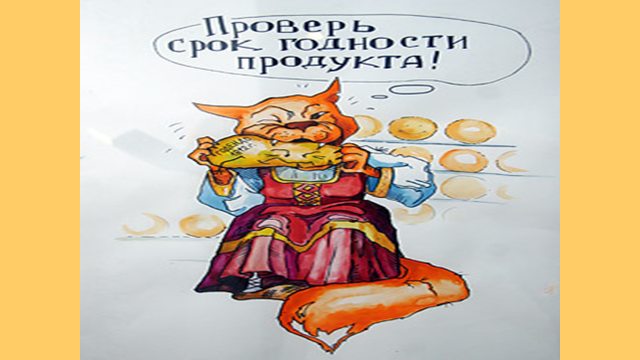 Проверь
срок годности
продукта!